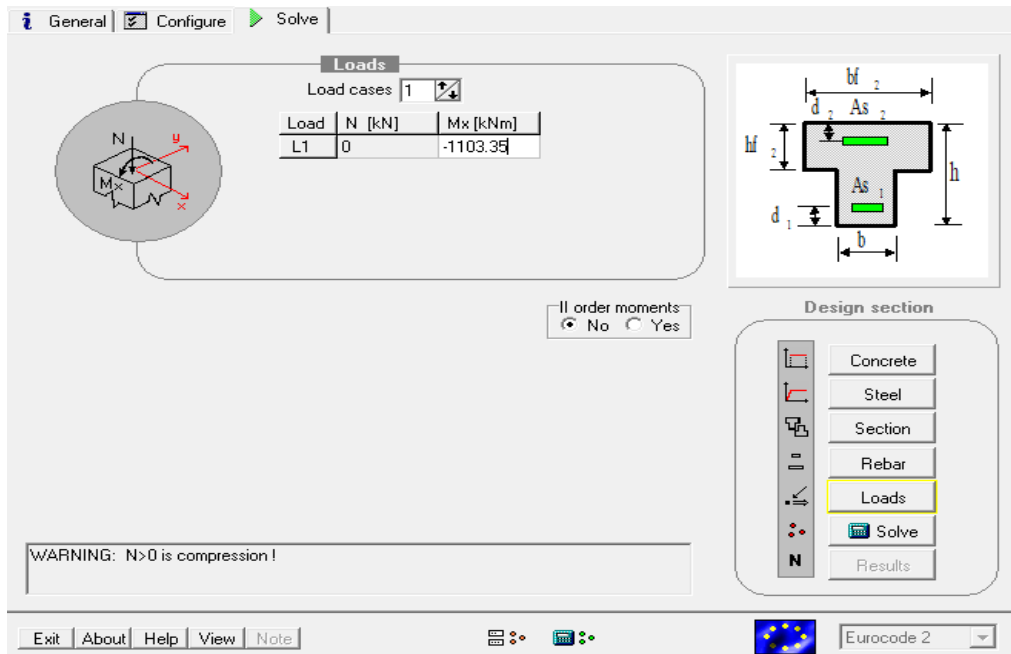 General Configure Solve
Loads
Load cases 1
Load N [kN] Mx [kNm]
L1 0 -1103.35
N y
Mx
x
bf 2
d 2 As 2
hf 2
h
As 1
d 1
b
II order moments
No Yes
Design section
Concrete
Steel
Section
Rebar
Loads
Solve
N Results
WARNING: N>0 is compression !
Exit About Help View Note Eurocode 2